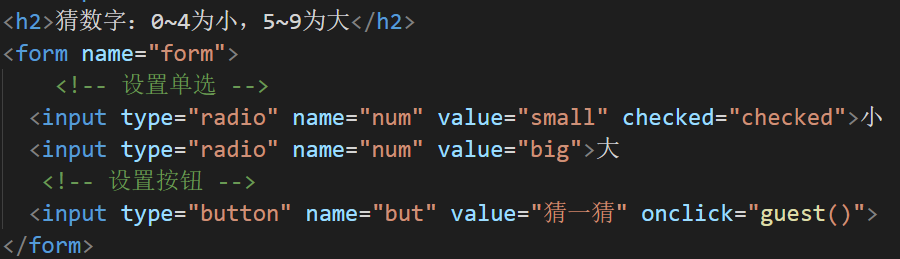 <h2>猜数字：0~4为小，5~9为大</h2>
<form name="form">
<!-- 设置单选 -->
<input type="radio" name="num" value="small" checked="checked">小
<input type="radio" name="num" value="big">大
<!-- 设置按钮 -->
<input type="button" name="but" value="猜一猜" onclick="guest()">
</form>